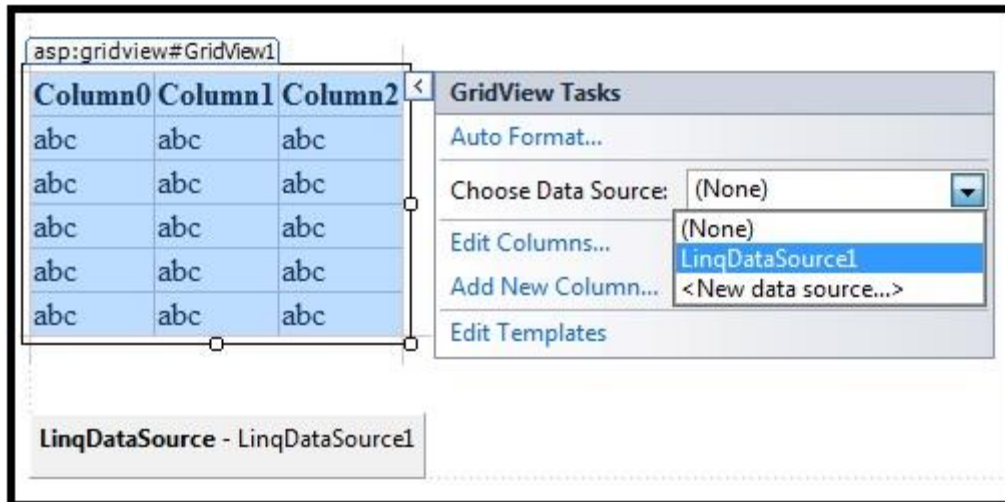 asp:gridview#GridView1
Column0 Column1 Column2
abc abc abc
abc abc abc
abc abc abc
abc abc abc
abc abc abc
GridView Tasks
Auto Format...
Choose Data Source: (None)
(None)
LinqDataSource1
<New data source...>
Edit Columns...
Add New Column...
Edit Templates
LinqDataSource - LinqDataSource1